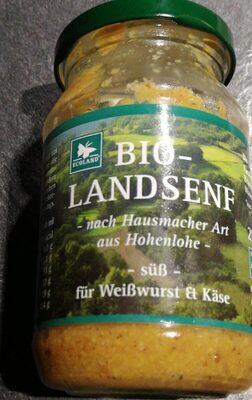 ECOLAND
BIO-
LANDSENF
- nach Hausmacher Art
aus Hohenlohe -
- süß -
für Weißwurst & Käse